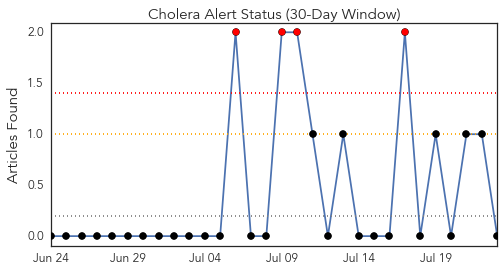 Cholera Alert Status (30-Day Window)
Articles Found
2.0
1.5
1.0
0.5
0.0
Jun 24 Jun 29 Jul 04 Jul 09 Jul 14 Jul 19